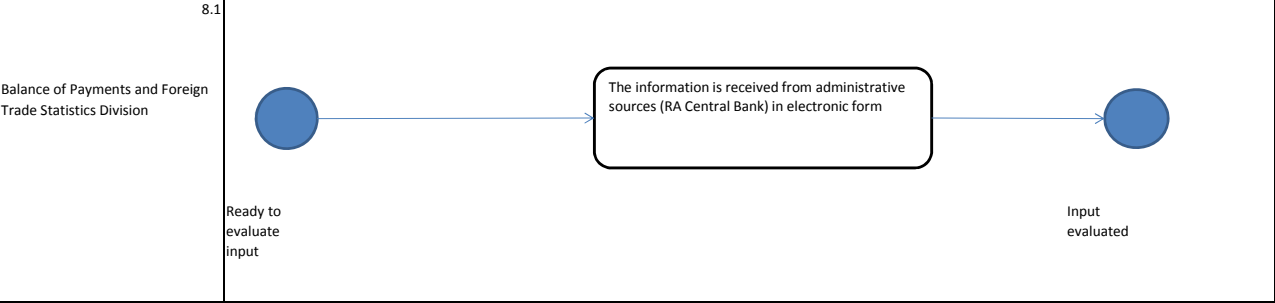 8.1
Balance of Payments and Foreign
Trade Statistics Division
The information is received from administrative
sources (RA Central Bank) in electronic form
Ready to
evaluate
input
Input
evaluated